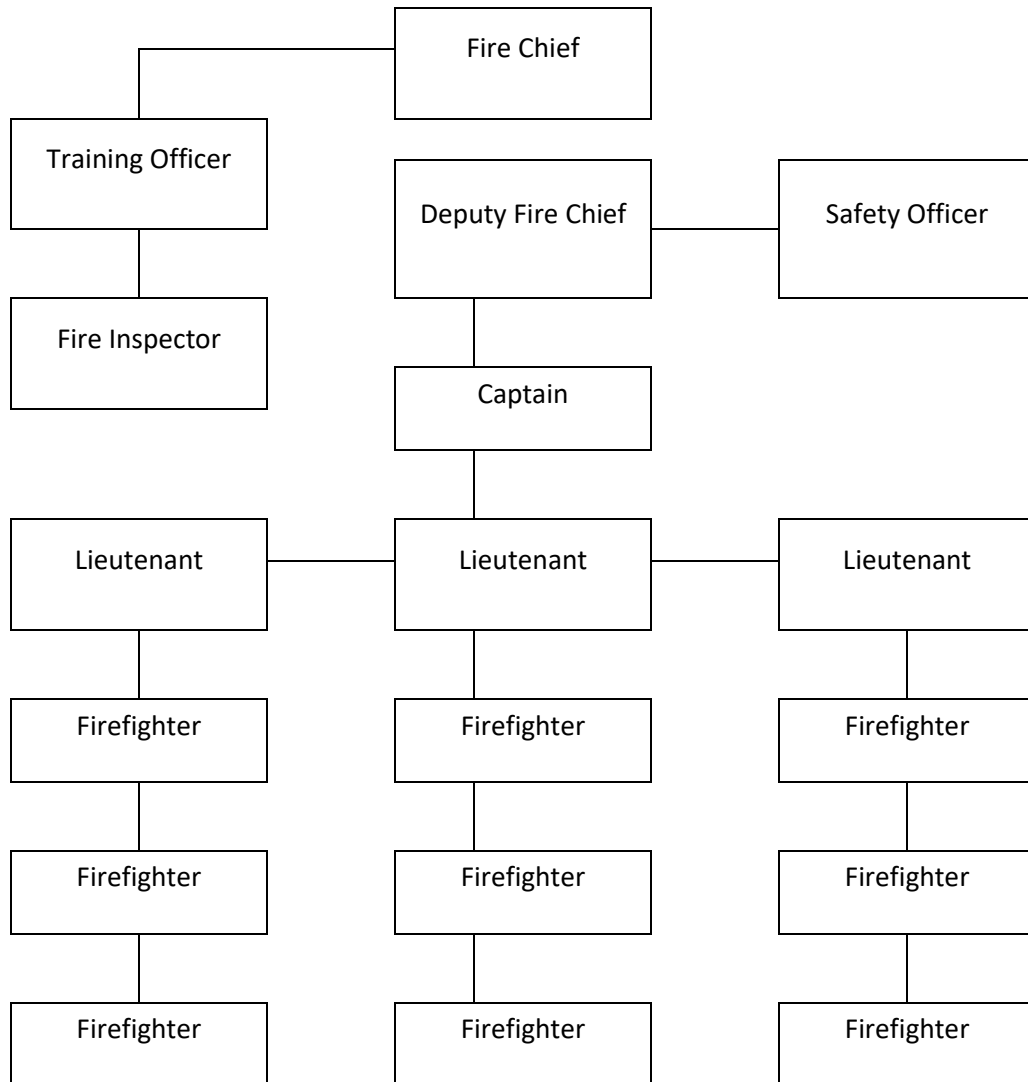 Fire Chief
Training Officer
Deputy Fire Chief
Safety Officer
Fire Inspector
Captain
Lieutenant
Lieutenant
Lieutenant
Firefighter
Firefighter
Firefighter
Firefighter
Firefighter
Firefighter
Firefighter
Firefighter
Firefighter